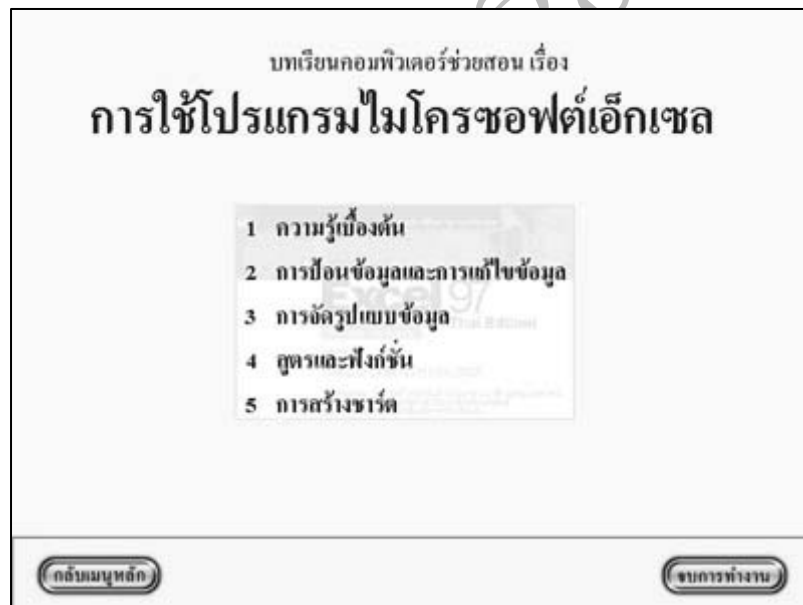 บทเรียนคอมพิวเตอร์ช่วยสอน เรื่อง
การใช้โปรแกรมไมโครซอฟต์เอ็กเซล
1 ความรู้เบื้องต้น
2 การป้อนข้อมูลและการแก้ไขข้อมูล
Excel 97
3 การจัดรูปแบบข้อมูล
Thai Edition
4 สูตรและฟังก์ชั่น
5 การสร้างชาร์ต
กลับเมนูหลัก
จบการทำงาน